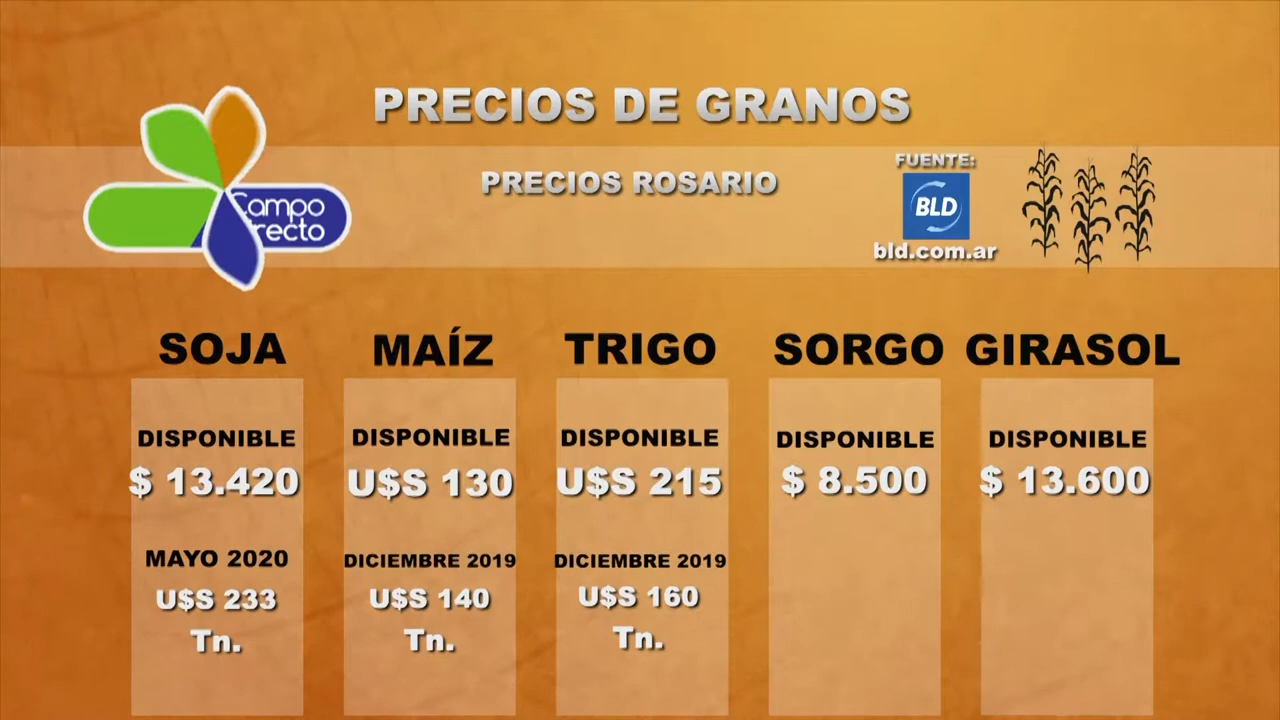 PRECIOS DE GRANOS
PRECIOS ROSARIO
FUENTE:
BLD
bld.com.ar
Campo
recto
SOJA
DISPONIBLE
$ 13.420
MAYO 2020
U$S 233
Tn.
MAÍZ
DISPONIBLE
U$S 130
DICIEMBRE 2019
U$S 140
Tn.
TRIGO
DISPONIBLE
U$S 215
DICIEMBRE 2019
U$S 160
Tn.
SORGO
DISPONIBLE
$ 8.500
GIRASOL
DISPONIBLE
$ 13.600